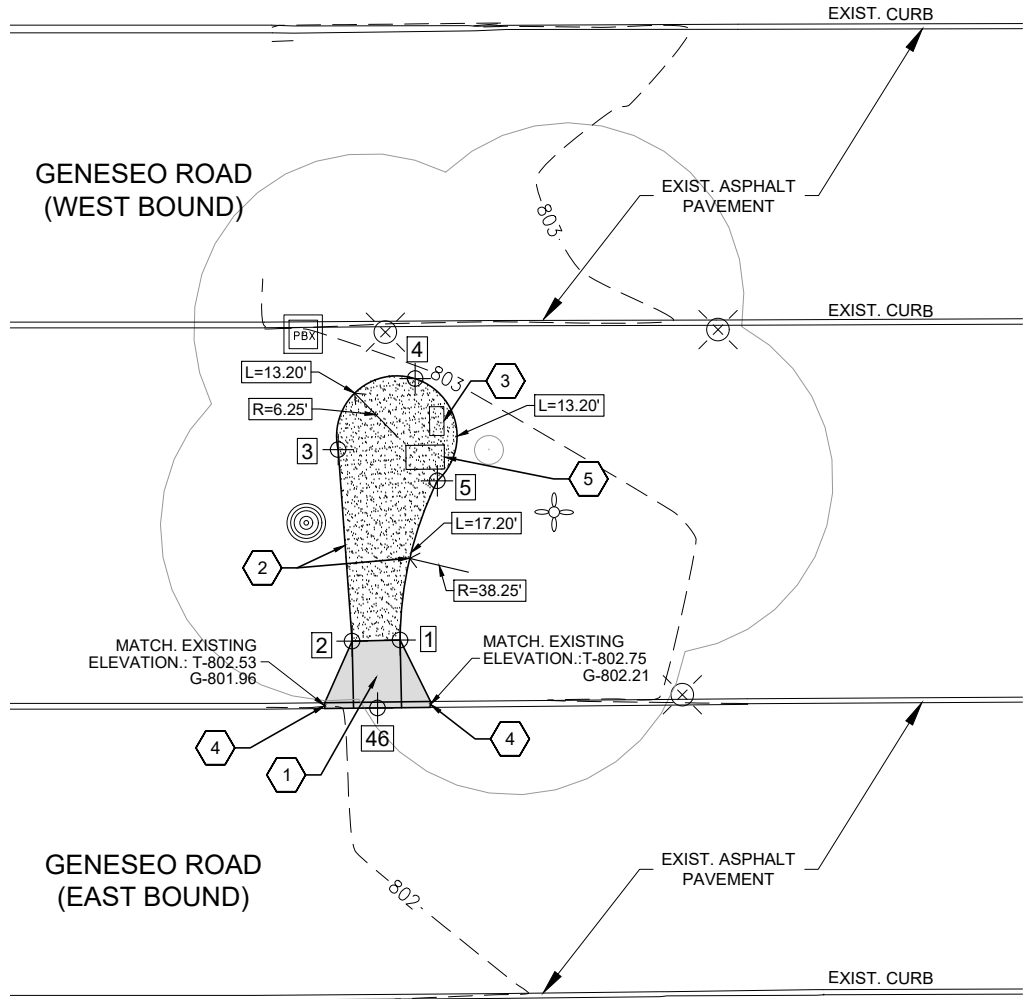 EXIST. CURB
GENESEO ROAD
(WEST BOUND)
EXIST. ASPHALT
PAVEMENT
803
EXIST. CURB
PBX
4
803
3
L=13.20'
L=13.20'
R=6.25'
3
5
5
L=17.20'
2
R=38.25'
2
1
MATCH. EXISTING
ELEVATION.: T-802.53
G-801.96
MATCH. EXISTING
ELEVATION.:T-802.75
G-802.21
46
4
4
1
GENESEO ROAD
(EAST BOUND)
EXIST. ASPHALT
PAVEMENT
802
EXIST. CURB